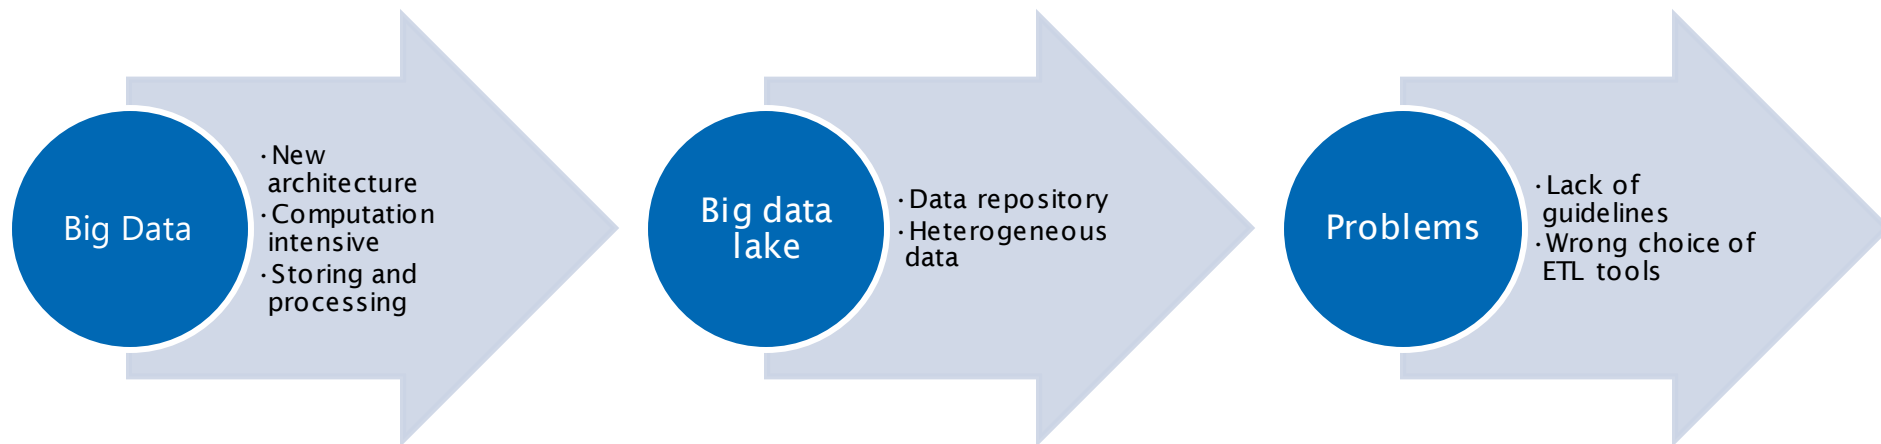 Big Data
· New
architecture
· Computation
intensive
· Storing and
processing
Big data
lake
· Data repository
· Heterogeneous
data
Problems
· Lack of
guidelines
· Wrong choice of
ETL tools